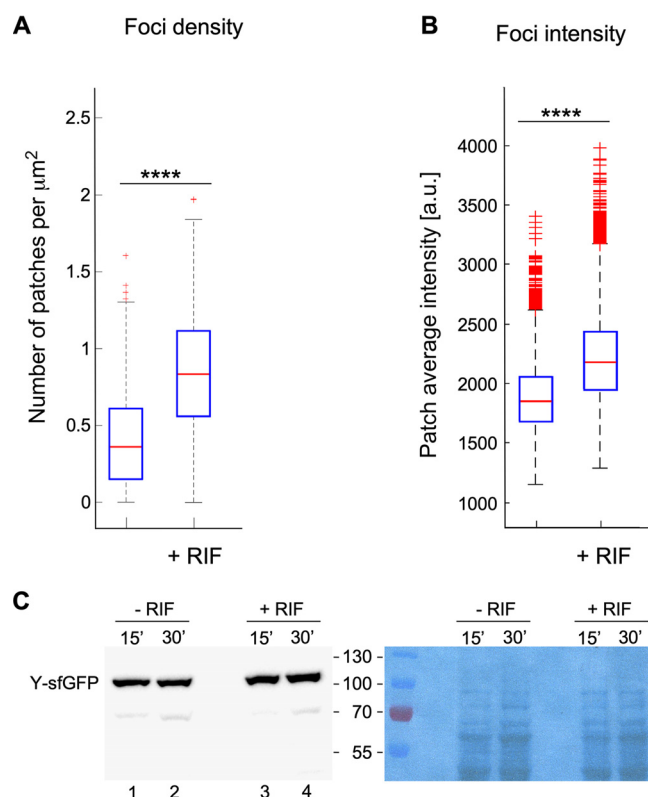 A
Foci density
Number of patches per μm2
2.5
2
1.5
1
0.5
0
****
+ RIF
B
Foci intensity
Patch average intensity [a.u.]
4000
3500
3000
2500
2000
1500
1000
****
+ RIF
C
- RIF + RIF - RIF + RIF
15' 30' 15' 30' 15' 30' 15' 30'
- 130 -
Y-sfGFP - 100 -
- 70 -
- 55 -
1 2 3 4